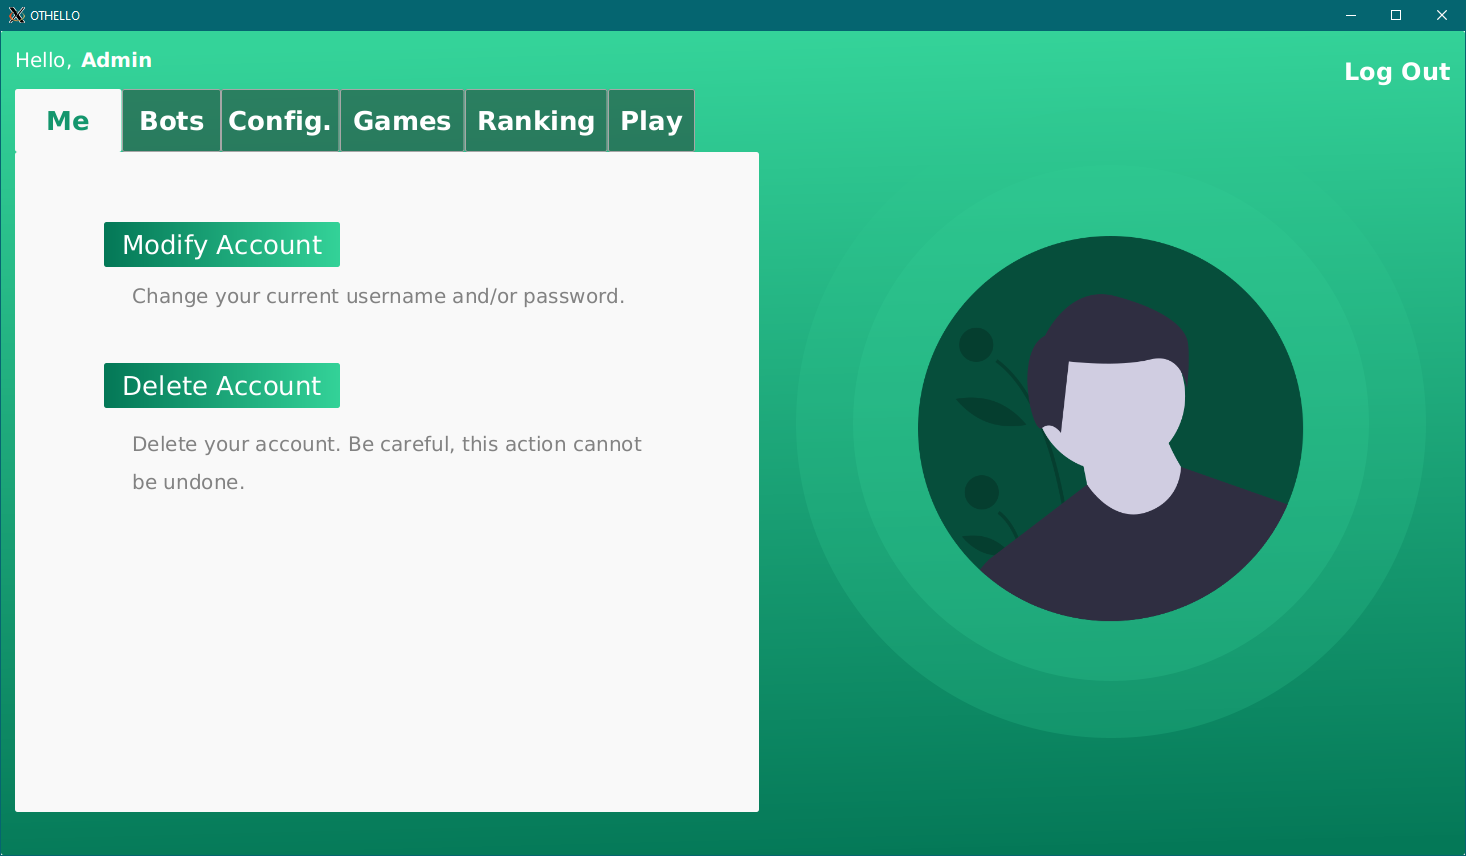 OTHELLO
Hello, Admin
Log Out
Me Bots Config. Games Ranking Play
Modify Account
Change your current username and/or password.
Delete Account
Delete your account. Be careful, this action cannot
be undone.